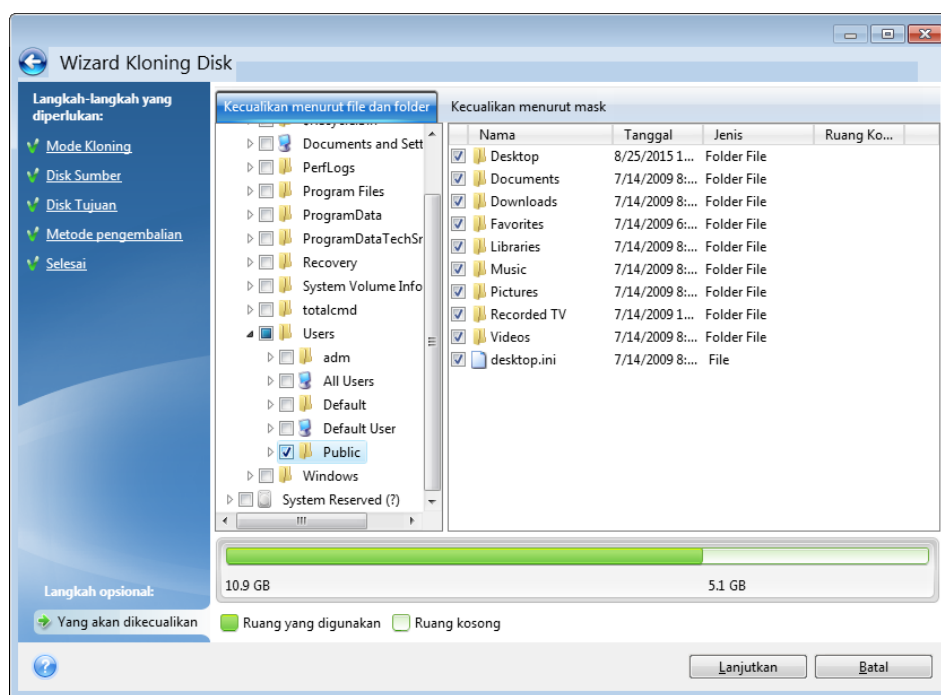 Wizard Kloning Disk
Langkah-langkah yang
diperlukan:
Mode Kloning
Disk Sumber
Disk Tujuan
Metode pengembalian
Selesai
Langkah opsional:
Yang akan dikecualikan
Kecualikan menurut file dan folder
Kecualikan menurut mask
Documents and Sett
PerfLogs
Program Files
ProgramData
ProgramDataTechSr
Recovery
System Volume Info
totalcmd
Users
adm
All Users
Default
Default User
Public
Windows
System Reserved (?)
Nama Tanggal Jenis Ruang Ko...
Desktop 8/25/2015 1... Folder File
Documents 7/14/2009 8:... Folder File
Downloads 7/14/2009 8:... Folder File
Favorites 7/14/2009 6:... Folder File
Libraries 7/14/2009 8:... Folder File
Music 7/14/2009 8:... Folder File
Pictures 7/14/2009 8:... Folder File
Recorded TV 7/14/2009 1... Folder File
Videos 7/14/2009 8:... Folder File
desktop.ini 7/14/2009 8:... File
10.9 GB 5.1 GB
Ruang yang digunakan Ruang kosong
Lanjutkan Batal